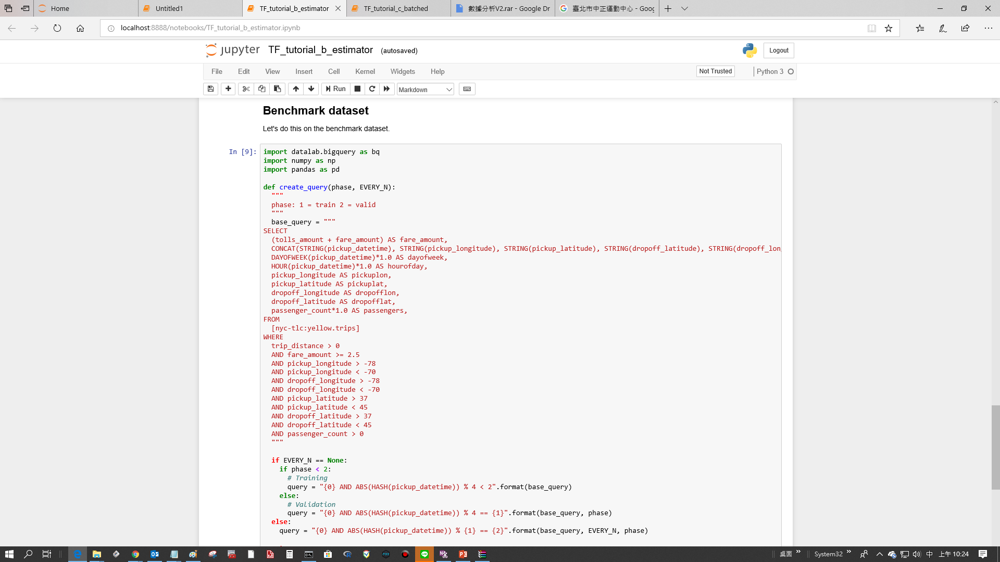 Home
Untitled1
TF_tutorial_b_estimator
TF_tutorial_c_batched
數據分析V2.rar - Google Dr
臺北市中正運動中心 - Goog
localhost:8888/notebooks/TF_tutorial_b_estimator.ipynb
jupyter TF_tutorial_b_estimator (autosaved)
Logout
File Edit View Insert Cell Kernel Widgets Help
Not Trusted
Python 3
Run
Markdown
Benchmark dataset
Let's do this on the benchmark dataset.
In [9]:
import datalab.bigquery as bq
import numpy as np
import pandas as pd
def create_query(phase, EVERY_N):
"""
phase: 1 = train 2 = valid
"""
base_query = """
SELECT
(tolls_amount + fare_amount) AS fare_amount,
CONCAT(STRING(pickup_datetime), STRING(pickup_longitude), STRING(pickup_latitude), STRING(dropoff_latitude), STRING(dropoff_lon
DAYOFWEEK(pickup_datetime)*1.0 AS dayofweek,
HOUR(pickup_datetime)*1.0 AS hourofday,
pickup_longitude AS pickuplon,
pickup_latitude AS pickuplat,
dropoff_longitude AS dropofflon,
dropoff_latitude AS dropofflat,
passenger_count*1.0 AS passengers,
FROM
[nyc-tlc:yellow.trips]
WHERE
trip_distance > 0
AND fare_amount >= 2.5
AND pickup_longitude > -78
AND pickup_longitude < -70
AND dropoff_longitude > -78
AND dropoff_longitude < -70
AND pickup_latitude > 37
AND pickup_latitude < 45
AND dropoff_latitude > 37
AND dropoff_latitude < 45
AND passenger_count > 0
"""
if EVERY_N == None:
if phase < 2:
# Training
query = "{0} AND ABS(HASH(pickup_datetime)) % 4 < 2".format(base_query)
else:
# Validation
query = "{0} AND ABS(HASH(pickup_datetime)) % 4 == {1}".format(base_query, phase)
else:
query = "{0} AND ABS(HASH(pickup_datetime)) % {1} == {2}".format(base_query, EVERY_N, phase)
桌面
System32
中
上午 10:24